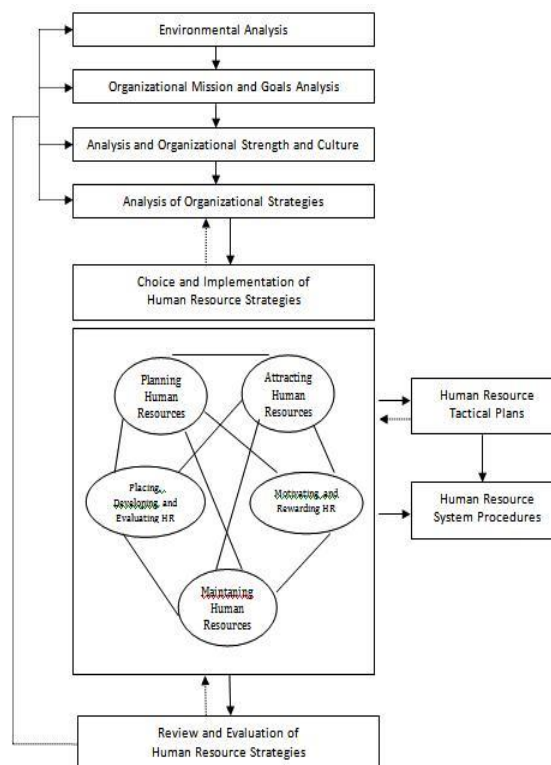 Environmental Analysis
Organizational Mission and Goals Analysis
Analysis and Organizational Strength and Culture
Analysis of Organizational Strategies
Choice and Implementation of
Human Resource Strategies
Planning
Human
Resources
Attracting
Human
Resources
Placing,
Developing, and
Evaluating HR
Motivating and
Rewarding HR
Maintaning
Human
Resources
Human Resource
Tactical Plans
Human Resource
System Procedures
Review and Evaluation of
Human Resource Strategies